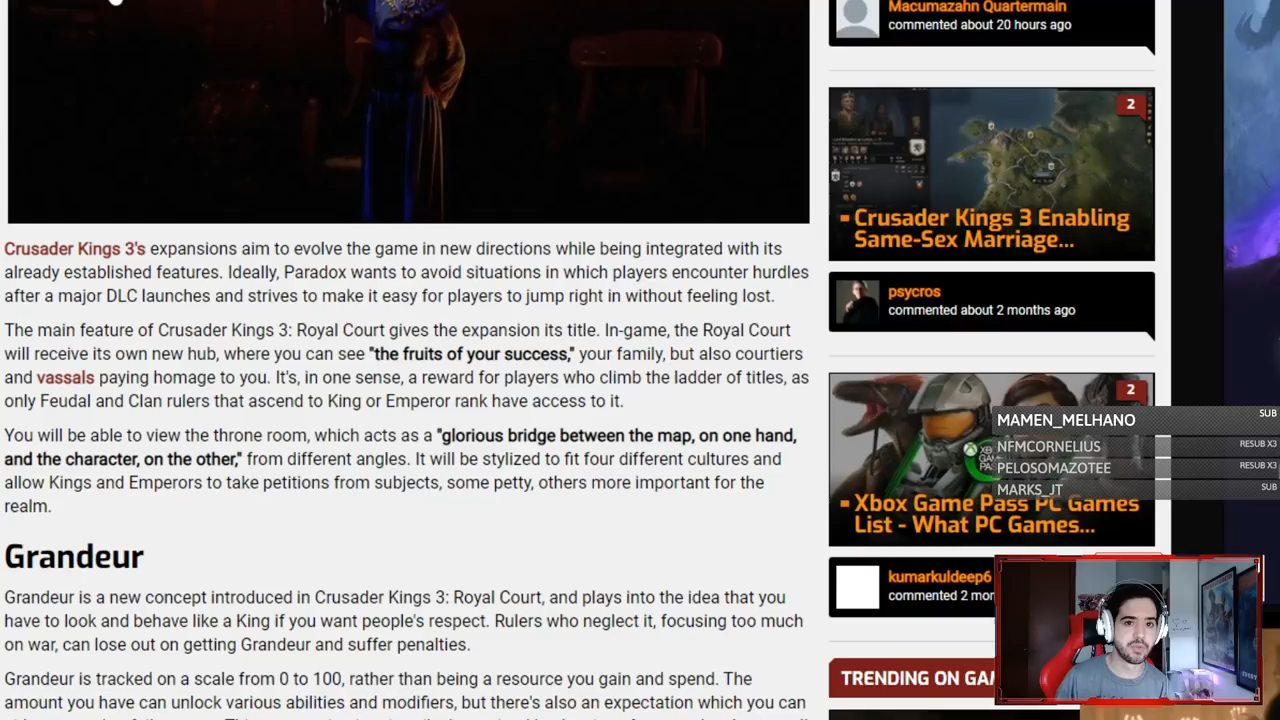 Crusader Kings 3's expansions aim to evolve the game in new directions while being integrated with its
already established features. Ideally, Paradox wants to avoid situations in which players encounter hurdles
after a major DLC launches and strives to make it easy for players to jump right in without feeling lost.
The main feature of Crusader Kings 3: Royal Court gives the expansion its title. In-game, the Royal Court
will receive its own new hub, where you can see "the fruits of your success," your family, but also courtiers
and vassals paying homage to you. It's, in one sense, a reward for players who climb the ladder of titles, as
only Feudal and Clan rulers that ascend to King or Emperor rank have access to it.
You will be able to view the throne room, which acts as a "glorious bridge between the map, on one hand,
and the character, on the other," from different angles. It will be stylized to fit four different cultures and
allow Kings and Emperors to take petitions from subjects, some petty, others more important for the
realm.
Grandeur
Grandeur is a new concept introduced in Crusader Kings 3: Royal Court, and plays into the idea that you
have to look and behave like a King if you want people's respect. Rulers who neglect it, focusing too much
on war, can lose out on getting Grandeur and suffer penalties.
Grandeur is tracked on a scale from 0 to 100, rather than being a resource you gain and spend. The
amount you have can unlock various abilities and modifiers, but there's also an expectation which you can
Macumazahn Quartermain
commented about 20 hours ago
2
Crusader Kings 3 Enabling
Same-Sex Marriage...
psycros
commented about 2 months ago
2
Xbox Game Pass PC Games
List - What PC Games...
kumarkuldeep6
commented 2 mon
TRENDING ON GAM
MAMEN_MELHANO SUB
NFMCORNELIUS RESUB X3
PELOSOMAZOTEE RESUB X3
MARKS_JT SUB